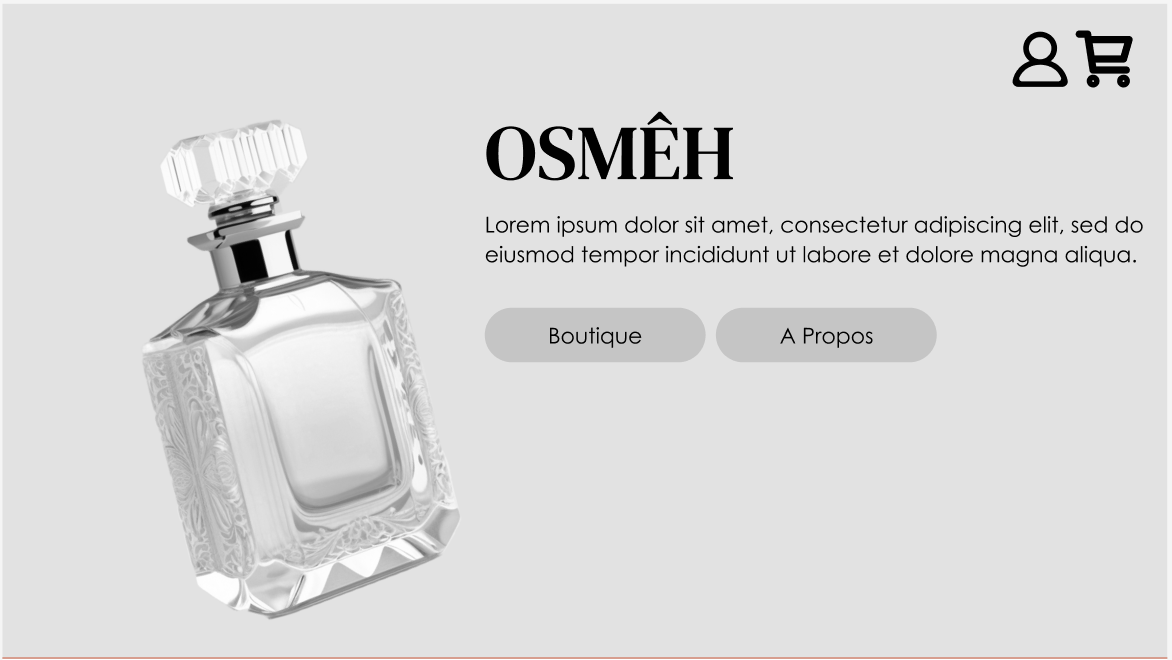 OSMÊH
Lorem ipsum dolor sit amet, consectetur adipiscing elit, sed do
eiusmod tempor incididunt ut labore et dolore magna aliqua.
Boutique
A Propos